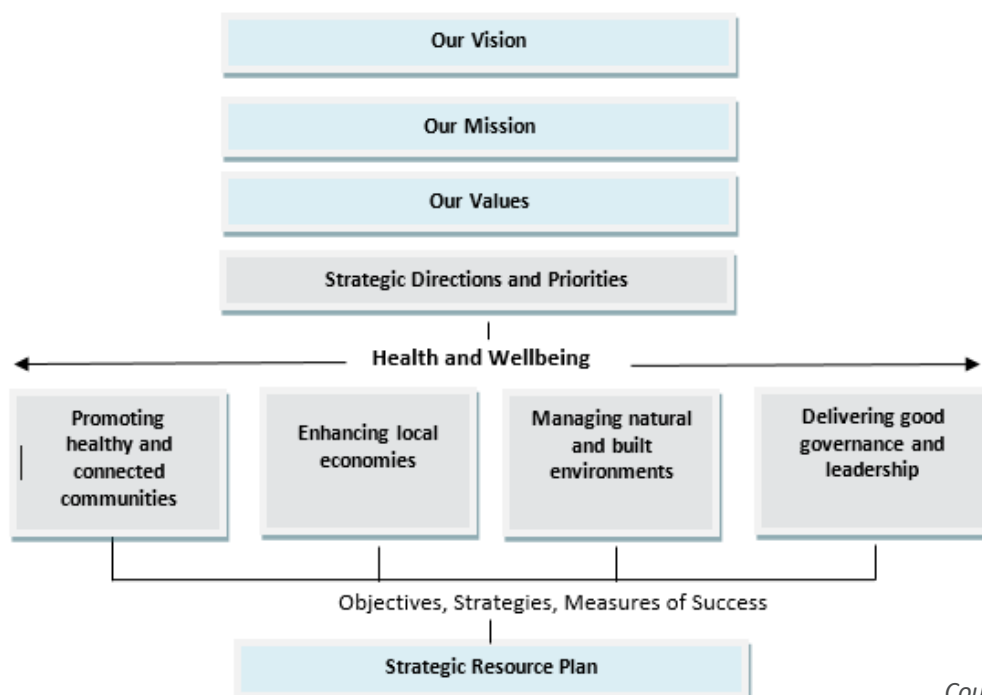 Our Vision
Our Mission
Our Values
Strategic Directions and Priorities
Health and Wellbeing
Promoting
healthy and
connected
communities
Enhancing local
economies
Managing natural
and built
environments
Delivering good
governance and
leadership
Objectives, Strategies, Measures of Success
Strategic Resource Plan